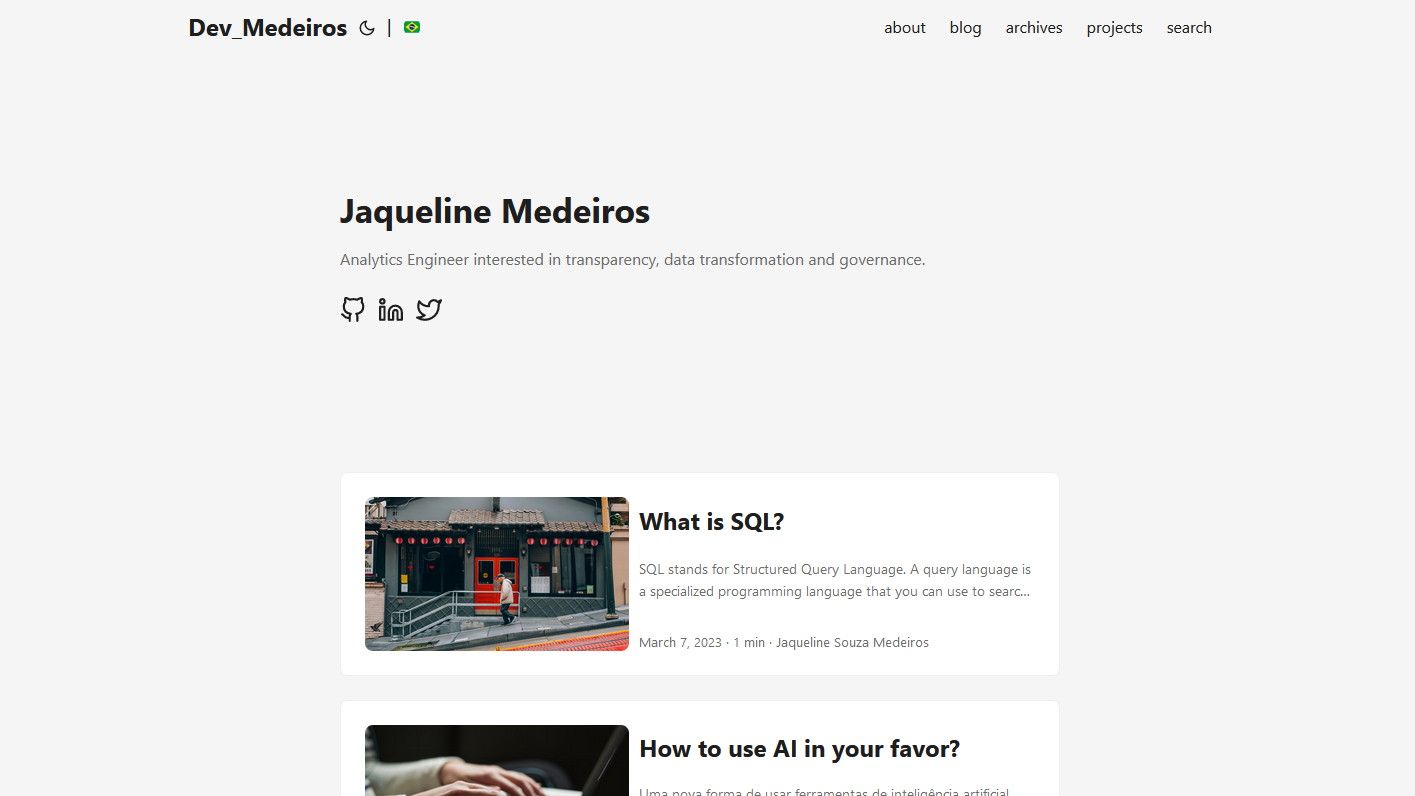 Dev_Medeiros |
about blog archives projects search
Jaqueline Medeiros
Analytics Engineer interested in transparency, data transformation and governance.
What is SQL?
SQL stands for Structured Query Language. A query language is
a specialized programming language that you can use to searc...
March 7, 2023 · 1 min · Jaqueline Souza Medeiros
How to use AI in your favor?
Uma nova forma de usar ferramentas de inteligência artificial